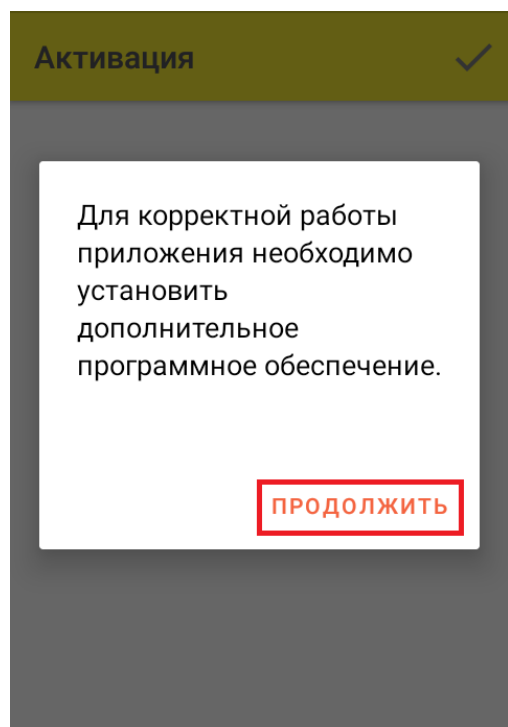 Активация
Для корректной работы
приложения необходимо
установить
дополнительное
программное обеспечение.
ПРОДОЛЖИТЬ